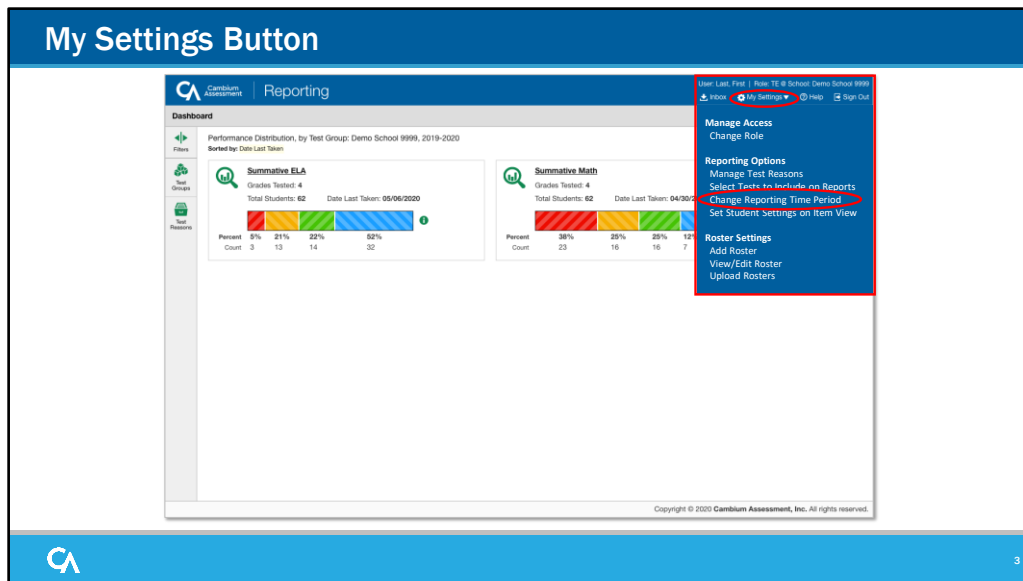 My Settings Button
CA Cambium Assessment Reporting
User: Last, First | Role: TE @ School: Demo School 9999
Inbox My Settings ▼ Help Sign Out
Dashboard
Filters
Test Groups
Test Reasons
Performance Distribution, by Test Group: Demo School 9999, 2019-2020
Sorted by: Date Last Taken
Summative ELA
Grades Tested: 4
Total Students: 62 Date Last Taken: 05/06/2020
Percent 5% 21% 22% 52%
Count 3 13 14 32
Summative Math
Grades Tested: 4
Total Students: 62 Date Last Taken: 04/30/2
Percent 38% 25% 25% 12%
Count 23 16 16 7
Manage Access
Change Role
Reporting Options
Manage Test Reasons
Select Tests to Include on Reports
Change Reporting Time Period
Set Student Settings on Item View
Roster Settings
Add Roster
View/Edit Roster
Upload Rosters
Copyright © 2020 Cambium Assessment, Inc. All rights reserved.
CA
3